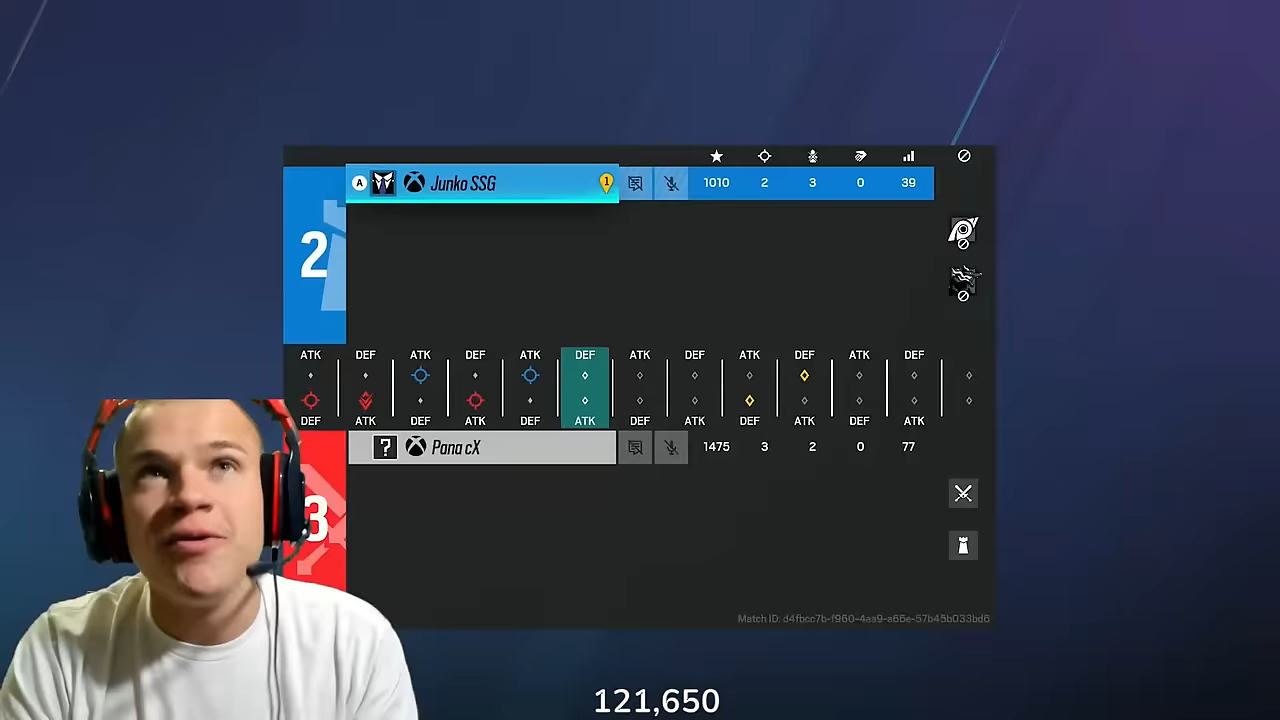 A Junko SSG 1 1010 2 3 0 39
2
ATK DEF ATK DEF ATK DEF ATK DEF ATK DEF ATK DEF
DEF ATK DEF ATK DEF ATK DEF ATK DEF ATK DEF ATK
3
? Pana cX 1475 3 2 0 77
Match ID: d4fbcc7b-f960-4aa9-a66e-57b45b033bd6
121,650